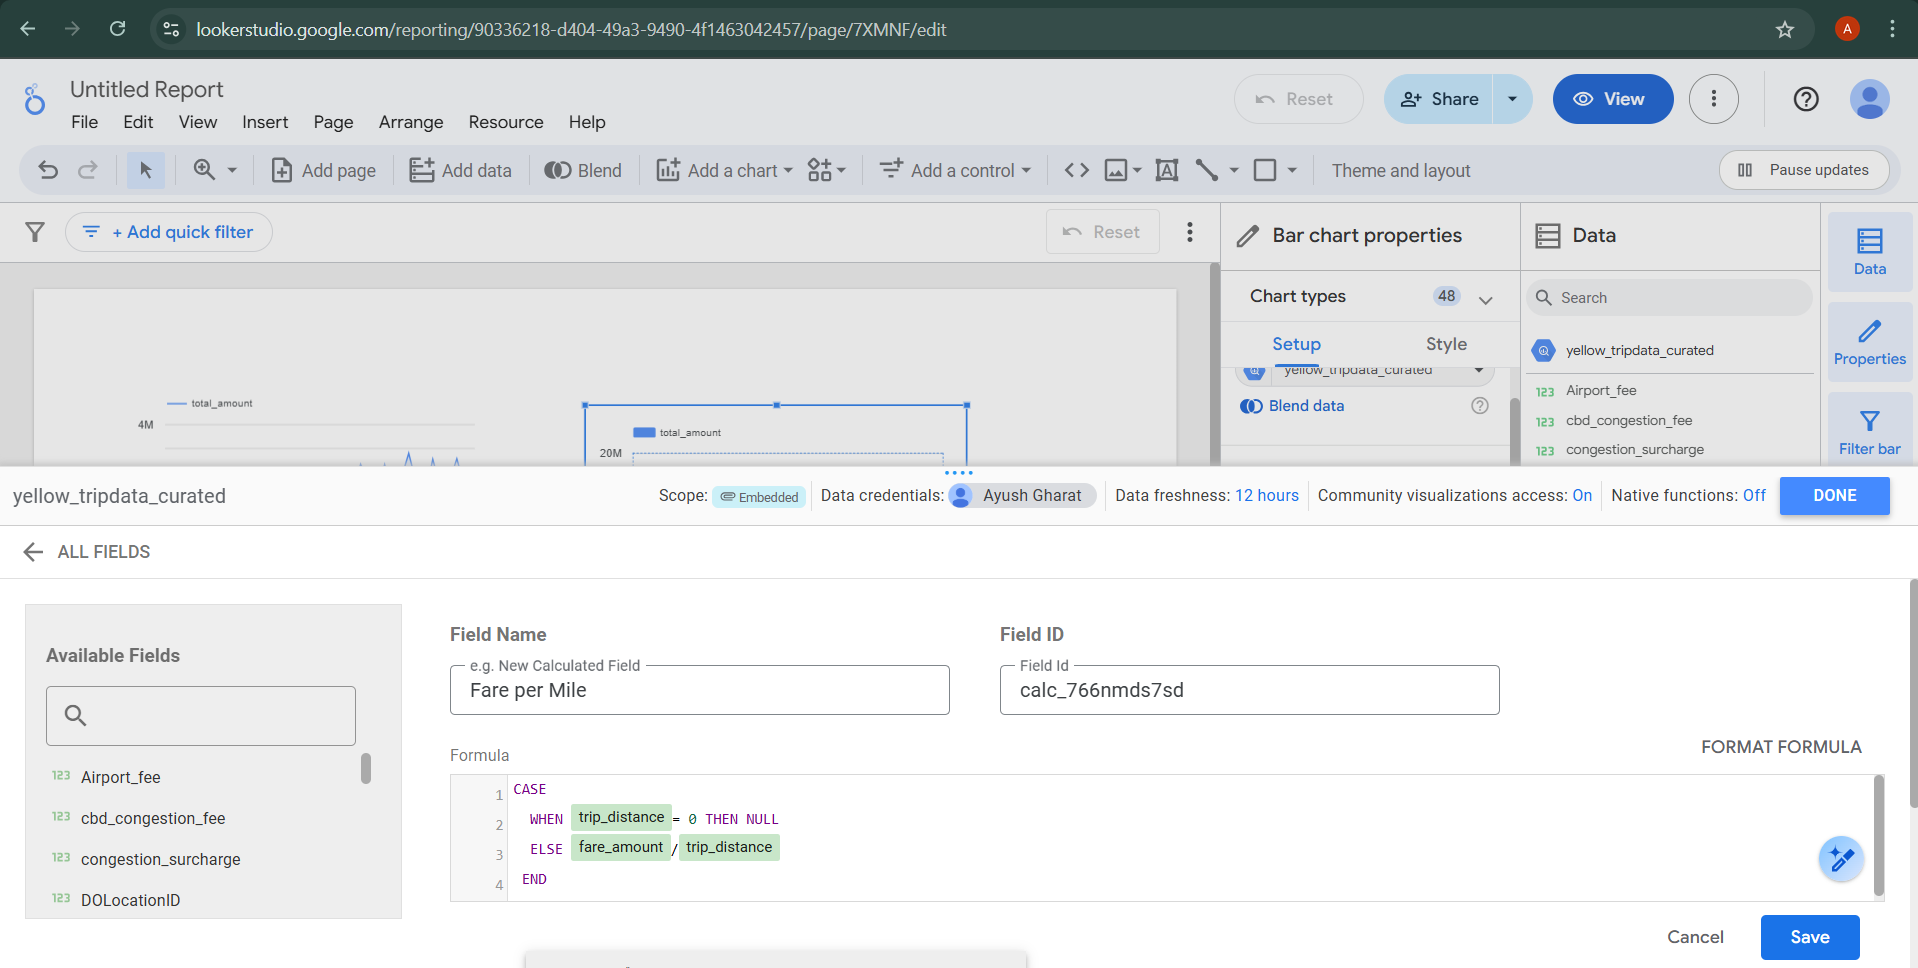 lookerstudio.google.com/reporting/90336218-d404-49a3-9490-4f1463042457/page/7XMNF/edit
A
Untitled Report
File Edit View Insert Page Arrange Resource Help
Reset
Share
View
Add page
Add data
Blend
Add a chart
Add a control
Theme and layout
Pause updates
+ Add quick filter
Reset
total_amount
4M
total_amount
20M
Bar chart properties
Chart types 48
Setup Style
yellow_tripdata_curated
Blend data
Data
Search
yellow_tripdata_curated
123 Airport_fee
123 cbd_congestion_fee
123 congestion_surcharge
Data
Properties
Filter bar
yellow_tripdata_curated
Scope: Embedded
Data credentials: Ayush Gharat
Data freshness: 12 hours
Community visualizations access: On
Native functions: Off
DONE
ALL FIELDS
Available Fields
123 Airport_fee
123 cbd_congestion_fee
123 congestion_surcharge
123 DOLocationID
Field Name
e.g. New Calculated Field
Fare per Mile
Field ID
Field Id
calc_766nmds7sd
Formula
FORMAT FORMULA
1 CASE
2 WHEN trip_distance = 0 THEN NULL
3 ELSE fare_amount / trip_distance
4 END
Cancel
Save